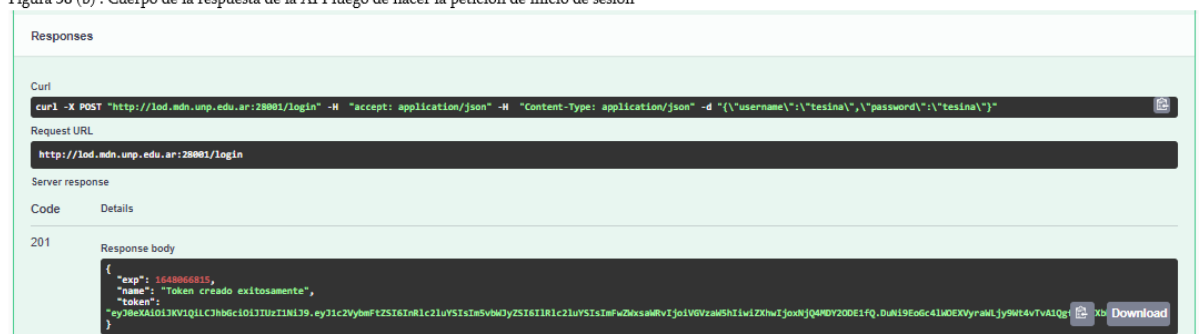 Responses
Curl
curl -X POST "http://lod.mdn.unp.edu.ar:28001/login" -H "accept: application/json" -H "Content-Type: application/json" -d "{\"username\":\"tesina\",\"password\":\"tesina\"}"
Request URL
http://lod.mdn.unp.edu.ar:28001/login
Server response
Code Details
201 Response body
{
"exp": 1648066815,
"name": "Token creado exitosamente",
"token":
Download
}